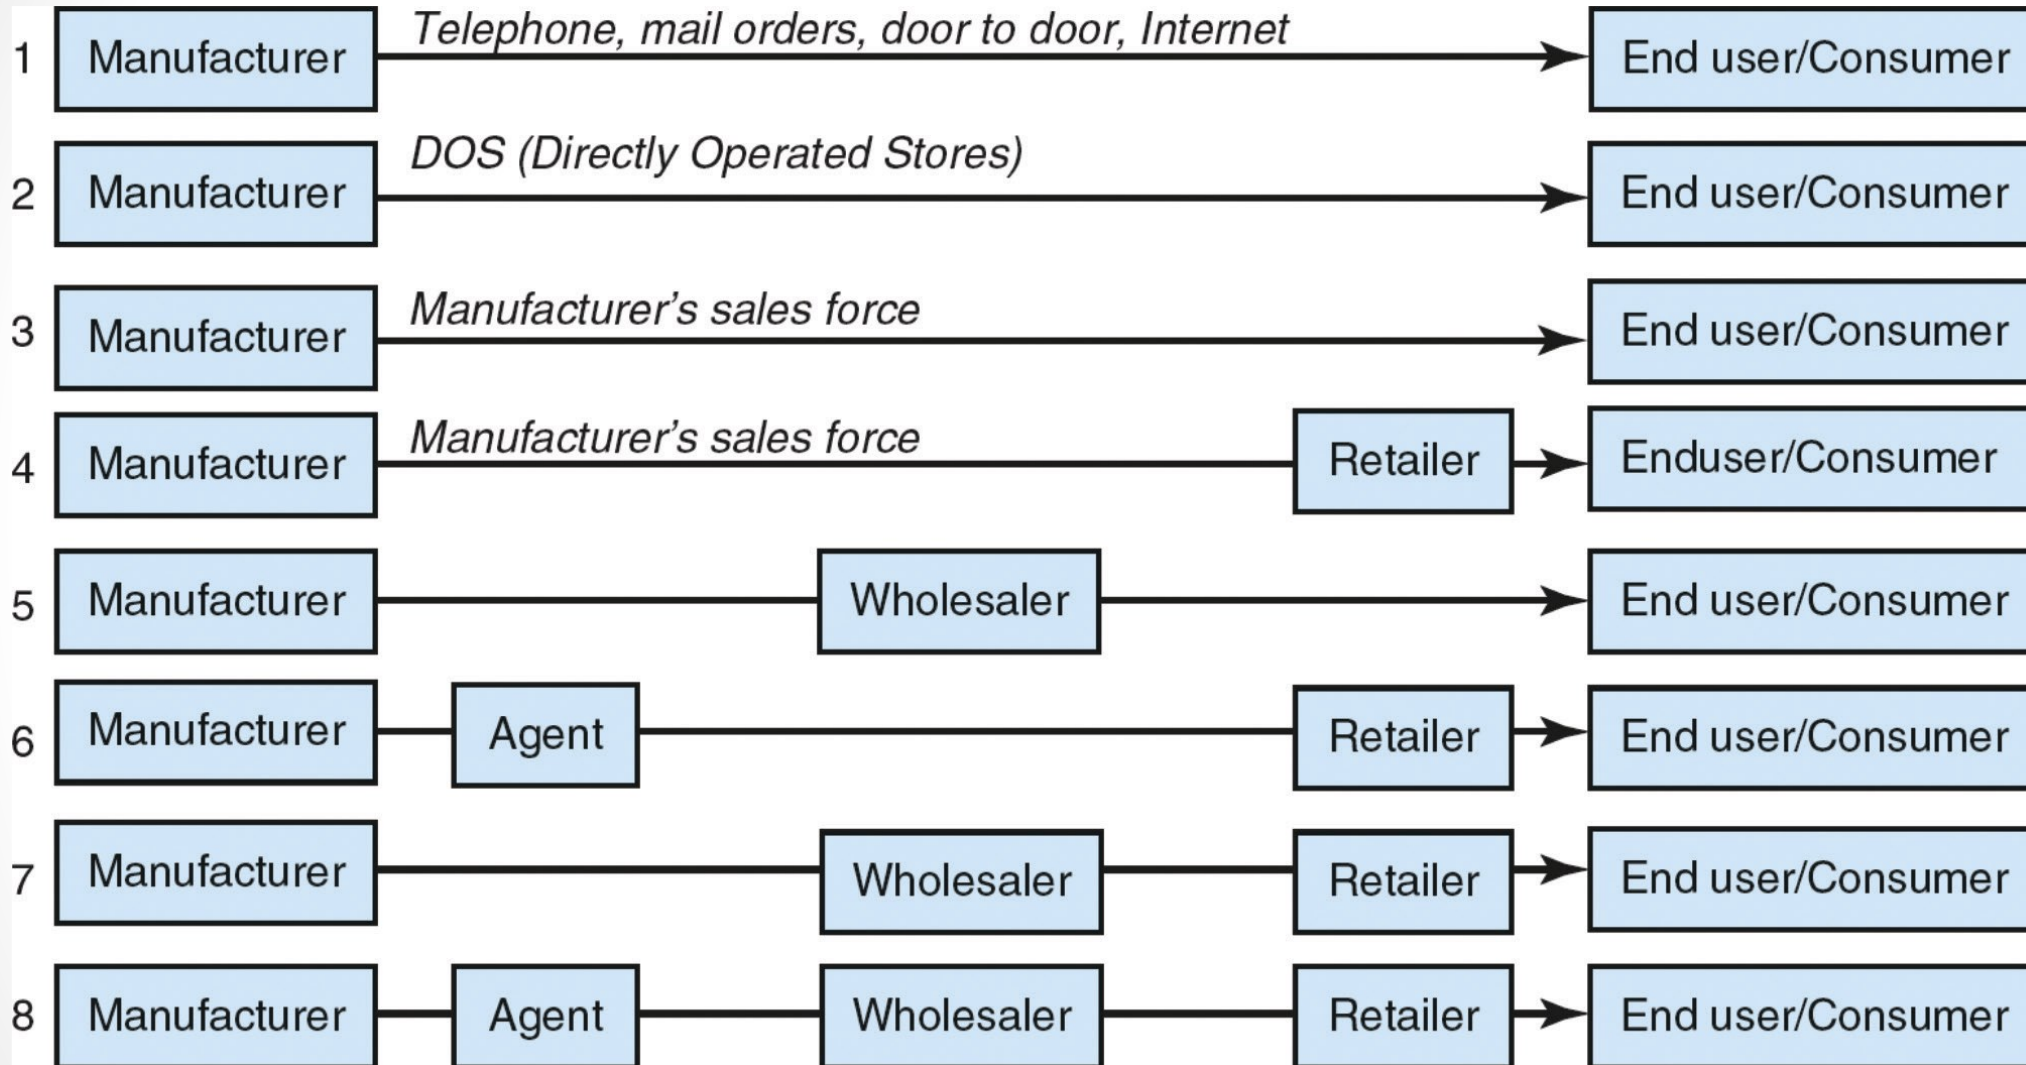 1 Manufacturer Telephone, mail orders, door to door, Internet End user/Consumer
2 Manufacturer DOS (Directly Operated Stores) End user/Consumer
3 Manufacturer Manufacturer’s sales force End user/Consumer
4 Manufacturer Manufacturer’s sales force Retailer Enduser/Consumer
5 Manufacturer Wholesaler End user/Consumer
6 Manufacturer Agent Retailer End user/Consumer
7 Manufacturer Wholesaler Retailer End user/Consumer
8 Manufacturer Agent Wholesaler Retailer End user/Consumer